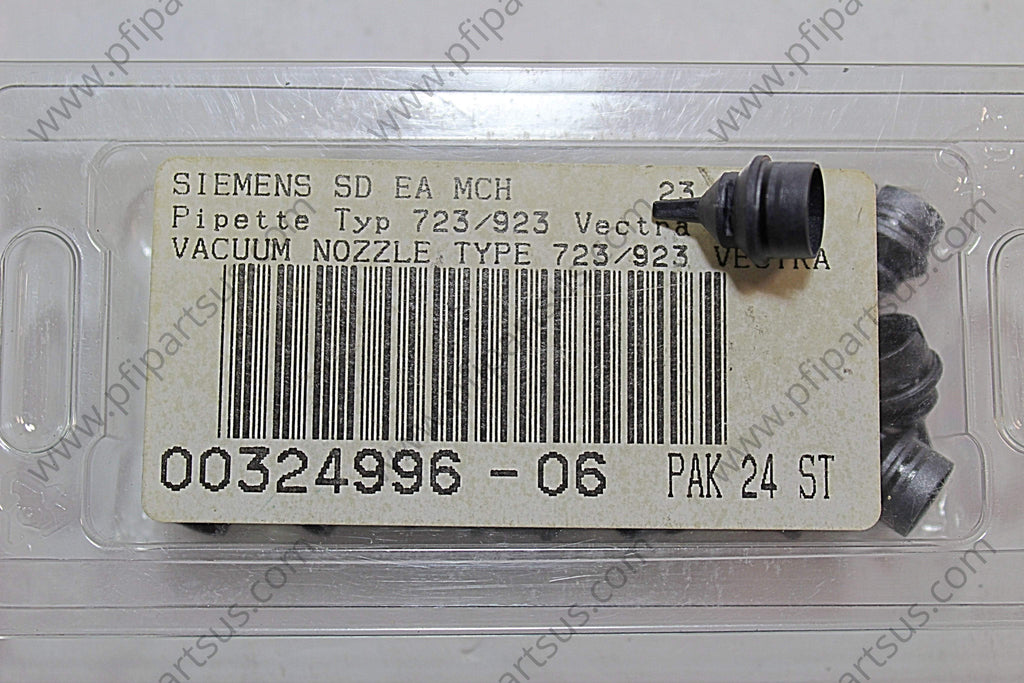 SIEMENS SD EA MCH 23
Pipette Typ 723/923 Vectra
VACUUM NOZZLE TYPE 723/923 VECTRA
00324996-06 PAK 24 ST
www.pfipartsus.com